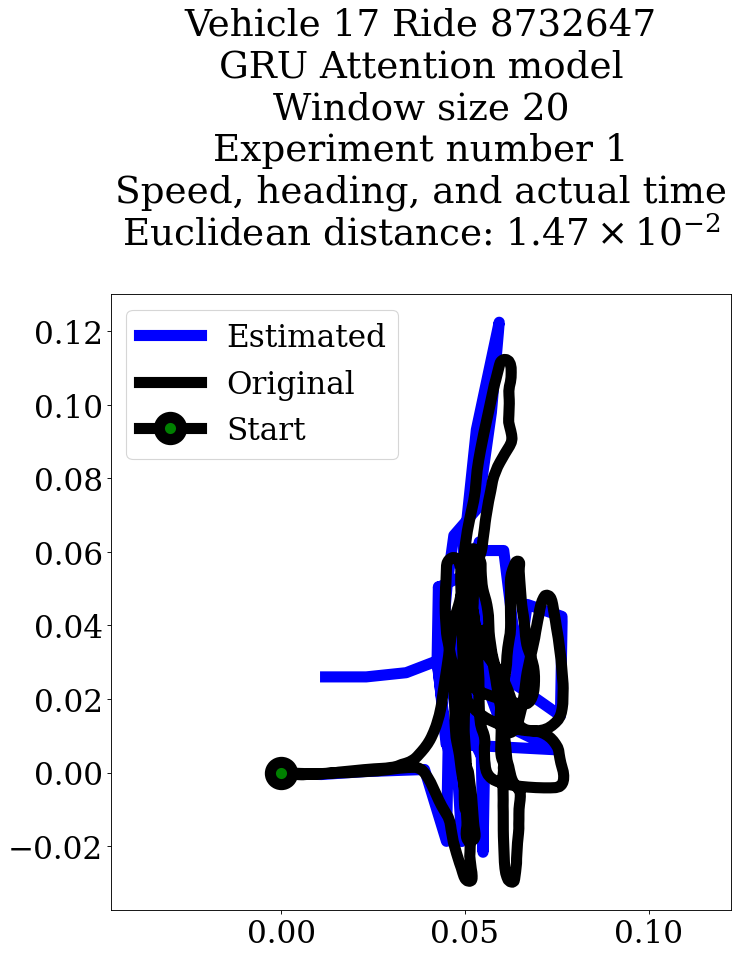 Vehicle 17 Ride 8732647
GRU Attention model
Window size 20
Experiment number 1
Speed, heading, and actual time
Euclidean distance: 1.47 × 10⁻²
Estimated
Original
Start
0.12
0.10
0.08
0.06
0.04
0.02
0.00
−0.02
0.00 0.05 0.10